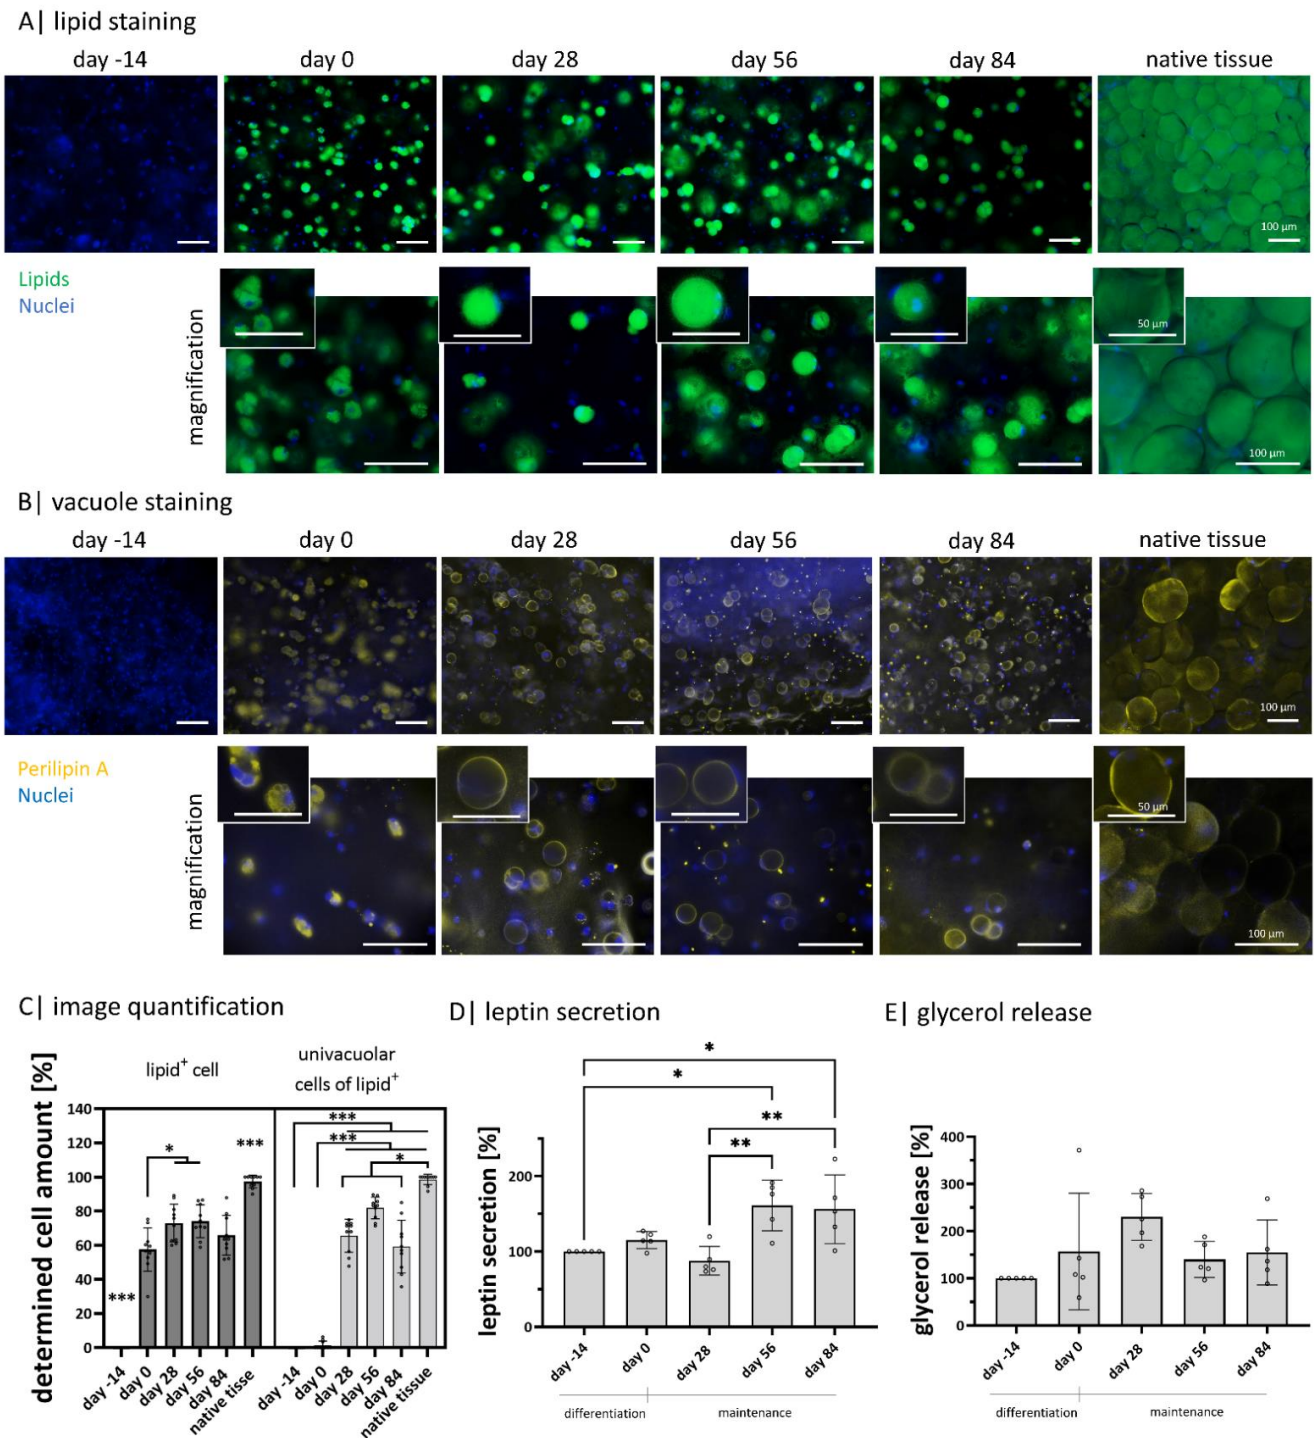 A| lipid staining
day -14 day 0 day 28 day 56 day 84 native tissue
100 µm
Lipids
Nuclei
magnification
50 µm
100 µm
B| vacuole staining
day -14 day 0 day 28 day 56 day 84 native tissue
100 µm
Perilipin A
Nuclei
magnification
50 µm
100 µm
C| image quantification
determined cell amount [%]
lipid+ cell
univacuolar
cells of lipid+
140
120
100
80
60
40
20
0
***
*
***
***
***
*
day -14
day 0
day 28
day 56
day 84
native tisse
day -14
day 0
day 28
day 56
day 84
native tissue
D| leptin secretion
leptin secretion [%]
*
*
**
**
200
100
0
day -14
day 0
day 28
day 56
day 84
differentiation maintenance
E| glycerol release
glycerol release [%]
400
300
200
100
0
day -14
day 0
day 28
day 56
day 84
differentiation maintenance